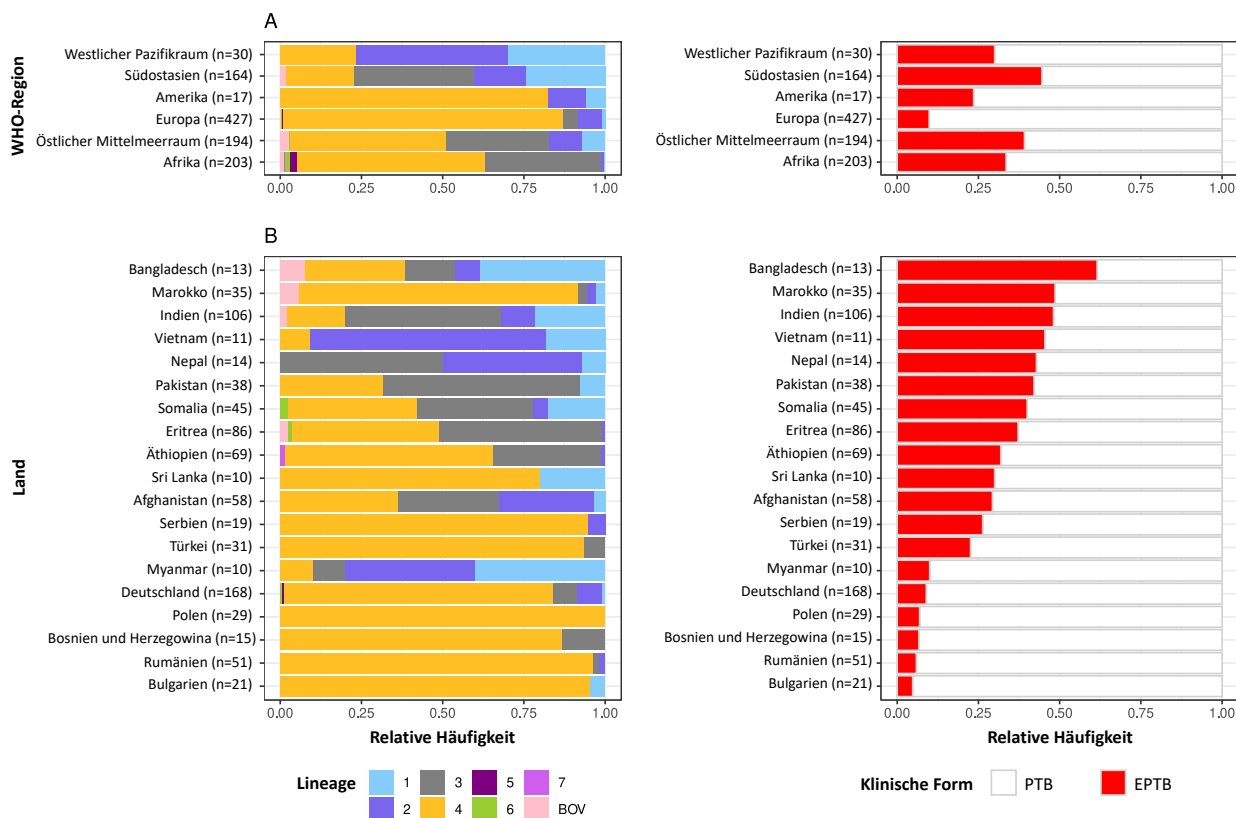 A
WHO-Region
Westlicher Pazifikraum (n=30)
Südostasien (n=164)
Amerika (n=17)
Europa (n=427)
Östlicher Mittelmeerraum (n=194)
Afrika (n=203)
0.00 0.25 0.50 0.75 1.00
Westlicher Pazifikraum (n=30)
Südostasien (n=164)
Amerika (n=17)
Europa (n=427)
Östlicher Mittelmeerraum (n=194)
Afrika (n=203)
0.00 0.25 0.50 0.75 1.00
B
Land
Bangladesch (n=13)
Marokko (n=35)
Indien (n=106)
Vietnam (n=11)
Nepal (n=14)
Pakistan (n=38)
Somalia (n=45)
Eritrea (n=86)
Äthiopien (n=69)
Sri Lanka (n=10)
Afghanistan (n=58)
Serbien (n=19)
Türkei (n=31)
Myanmar (n=10)
Deutschland (n=168)
Polen (n=29)
Bosnien und Herzegowina (n=15)
Rumänien (n=51)
Bulgarien (n=21)
0.00 0.25 0.50 0.75 1.00
Relative Häufigkeit
Bangladesch (n=13)
Marokko (n=35)
Indien (n=106)
Vietnam (n=11)
Nepal (n=14)
Pakistan (n=38)
Somalia (n=45)
Eritrea (n=86)
Äthiopien (n=69)
Sri Lanka (n=10)
Afghanistan (n=58)
Serbien (n=19)
Türkei (n=31)
Myanmar (n=10)
Deutschland (n=168)
Polen (n=29)
Bosnien und Herzegowina (n=15)
Rumänien (n=51)
Bulgarien (n=21)
0.00 0.25 0.50 0.75 1.00
Relative Häufigkeit
Lineage 1 3 5 7
2 4 6 BOV
Klinische Form PTB EPTB